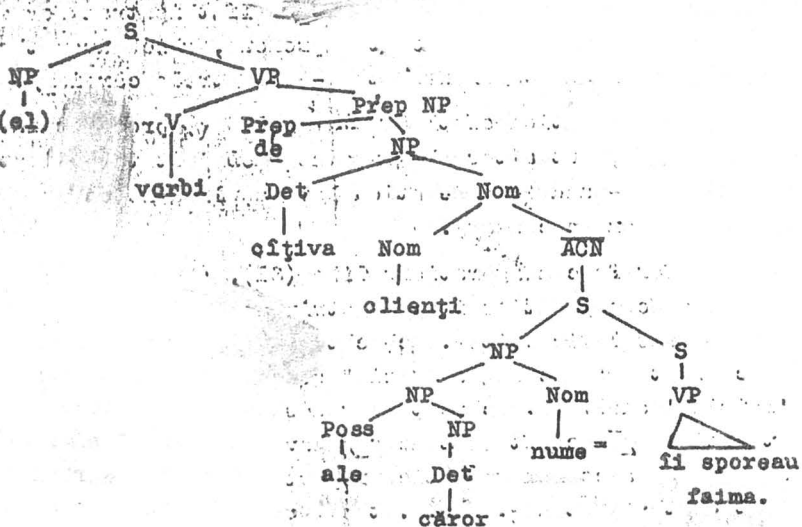 S
NP VP
(el) V Prep Prep NP
de NP
vorbi Det Nom
cîţiva Nom ACN
clienţi S
NP S
NP Nom VP
Poss NP nume îi sporeau
ale Det faima.
căror